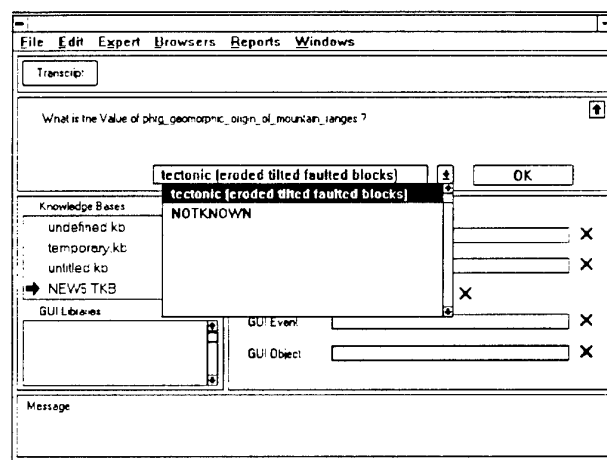 File Edit Expert Browsers Reports Windows
Transcript
What is the Value of phrg_geomorphic_origin_of_mountain_ranges ?
tectonic (eroded tilted faulted blocks) OK
tectonic (eroded tilted faulted blocks)
NOTKNOWN
Knowledge Bases
undefined.kb
temporary.kb
untitled.kb
NEWS.TKB
GUI Libraries
GUI Event
GUI Object
Message